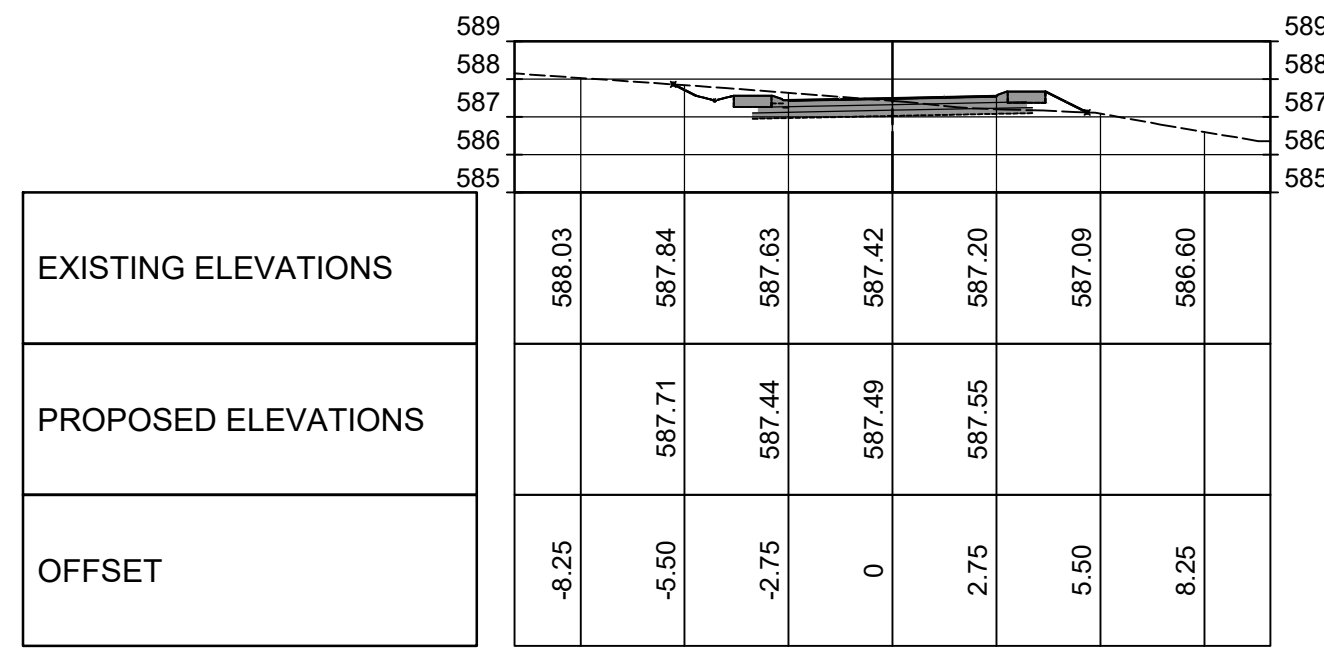 589 589
588 588
587 587
586 586
585 585
EXISTING ELEVATIONS 588.03 587.84 587.63 587.42 587.20 587.09 586.60
PROPOSED ELEVATIONS 587.71 587.44 587.49 587.55
OFFSET -8.25 -5.50 -2.75 0 2.75 5.50 8.25